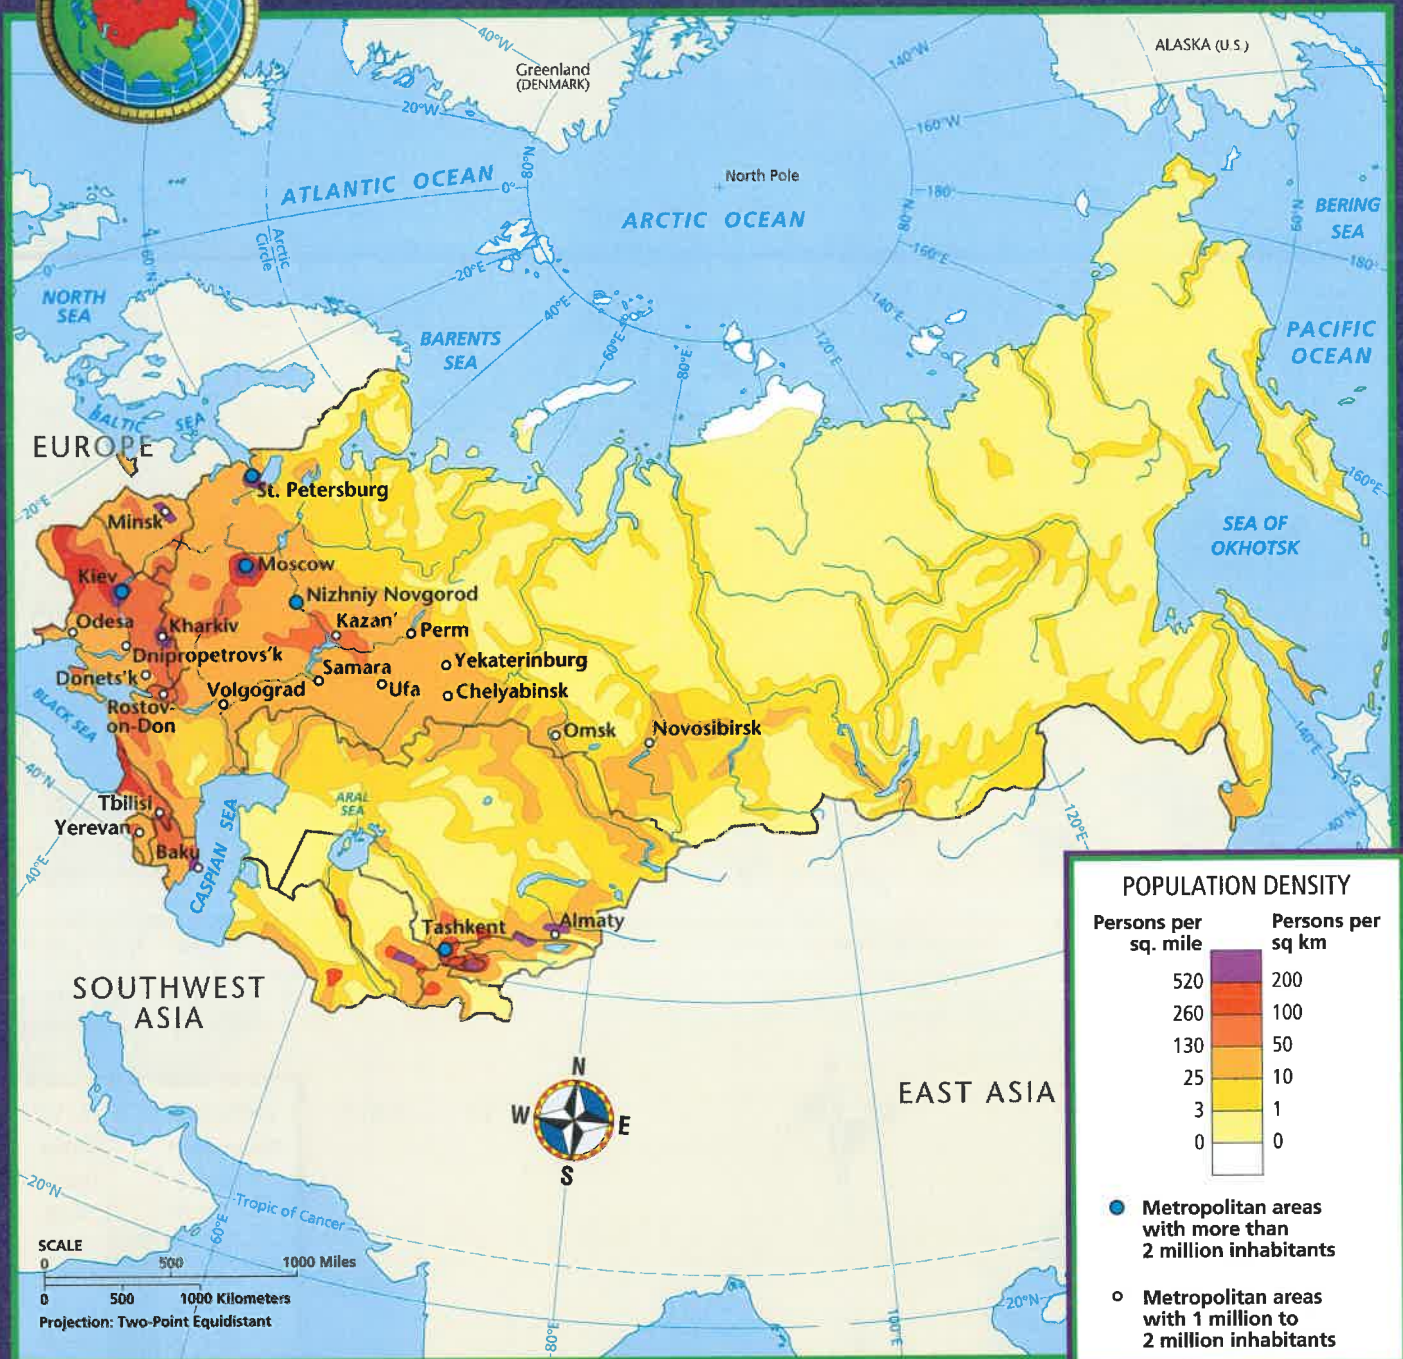 40°W
Greenland
(DENMARK)
140°W
ALASKA (U.S.)
20°W
160°W
80°N
North Pole
ATLANTIC OCEAN
0°
180°
ARCTIC OCEAN
80°N
60°N
BERING
SEA
Arctic
Circle
60°N
0°
20°E
160°E
180°
NORTH
SEA
40°E
140°E
BARENTS
SEA
60°E
80°E
120°E
PACIFIC
OCEAN
BALTIC SEA
EUROPE
20°E
St. Petersburg
160°E
Minsk
SEA OF
OKHOTSK
Moscow
Kiev
Nizhniy Novgorod
Odesa
Kharkiv
Kazan'
Perm
Dnipropetrovs'k
Samara
Yekaterinburg
Donets'k
Volgograd
Ufa
Chelyabinsk
BLACK SEA
Rostov-
on-Don
Omsk
Novosibirsk
140°E
40°N
Tbilisi
ARAL
SEA
Yerevan
CASPIAN SEA
120°E
40°N
Baku
40°E
Tashkent
Almaty
SOUTHWEST
ASIA
N
W
E
S
EAST ASIA
20°N
Tropic of Cancer
60°E
SCALE
0 500 1000 Miles
0 500 1000 Kilometers
Projection: Two-Point Equidistant
80°E
100°E
20°N
POPULATION DENSITY
Persons per
sq. mile
Persons per
sq km
520 200
260 100
130 50
25 10
3 1
0 0
Metropolitan areas
with more than
2 million inhabitants
Metropolitan areas
with 1 million to
2 million inhabitants